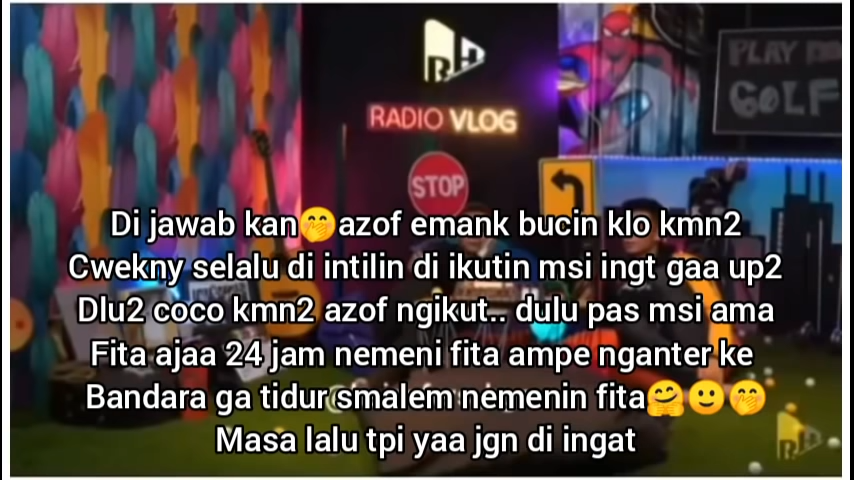 RH
RADIO VLOG
PLAY
GOLF
STOP
Di jawab kan🤭azof emank bucin klo kmn2
Cwekny selalu di intilin di ikutin msi ingt gaa up2
Dlu2 coco kmn2 azof ngikut.. dulu pas msi ama
Fita ajaa 24 jam nemeni fita ampe nganter ke
Bandara ga tidur smalem nemenin fita🤗🙂🤭
Masa lalu tpi yaa jgn di ingat
RH